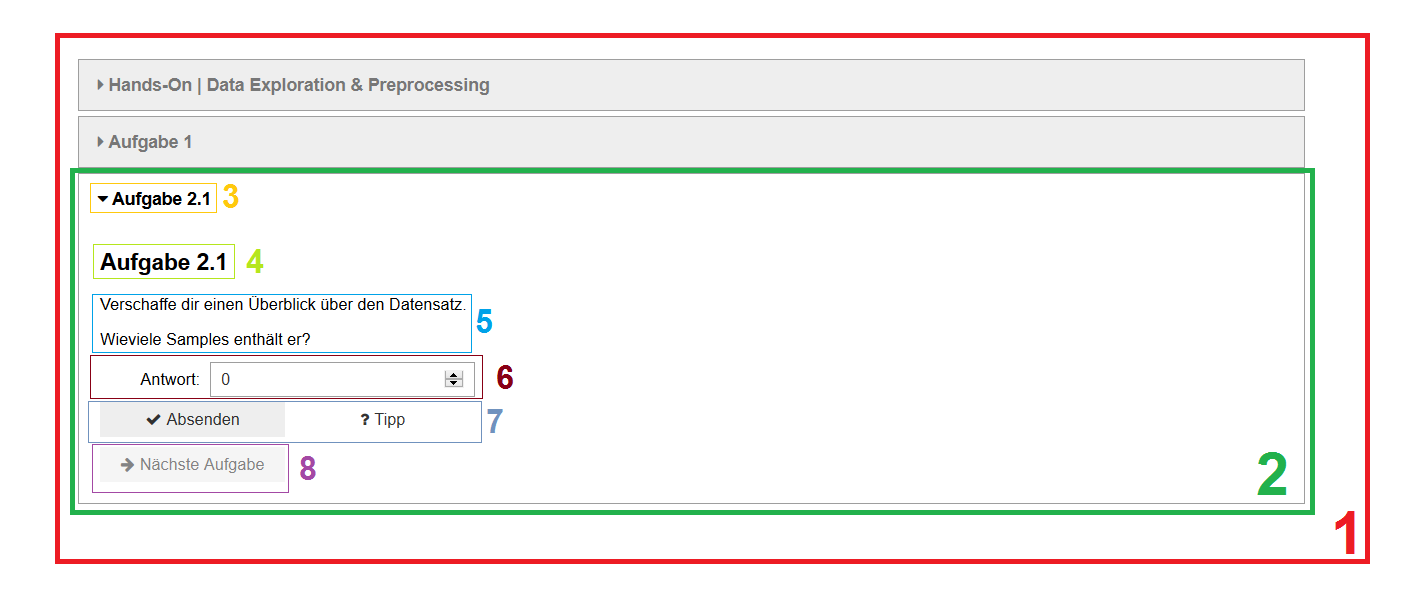 Hands-On | Data Exploration & Preprocessing
Aufgabe 1
Aufgabe 2.1 3
Aufgabe 2.1 4
Verschaffe dir einen Überblick über den Datensatz.
5
Wieviele Samples enthält er?
Antwort: 0 6
Absenden ? Tipp 7
Nächste Aufgabe 8
2
1